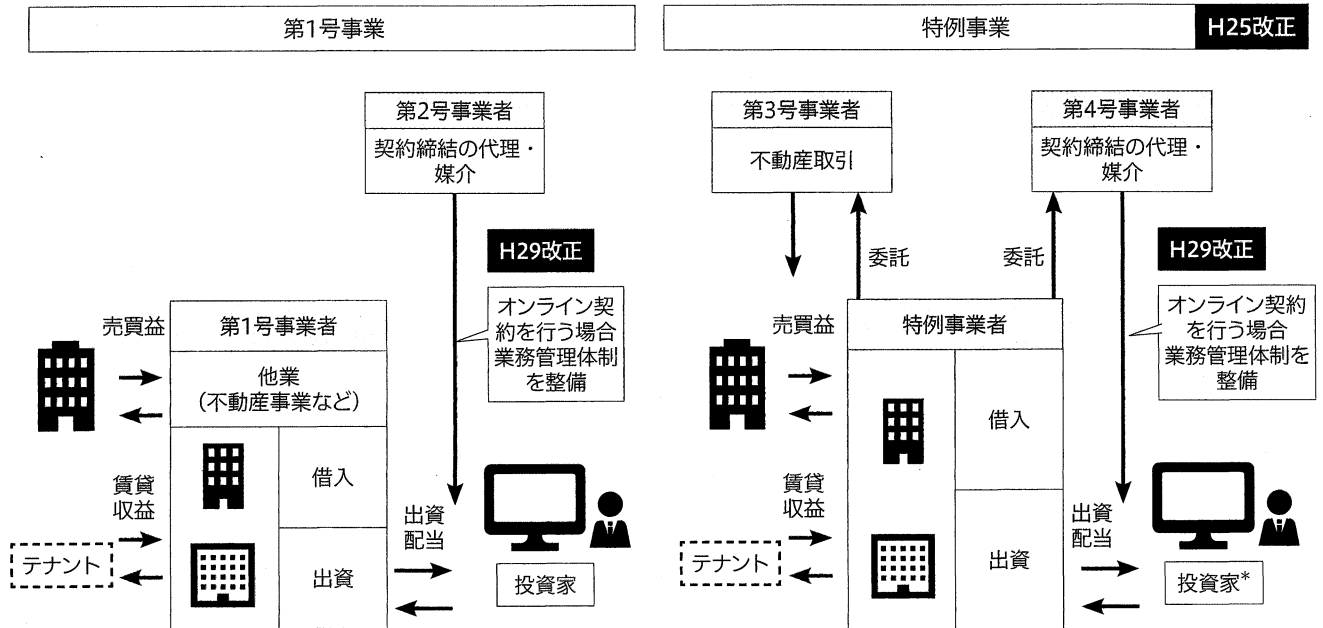 第1号事業
第2号事業者
契約締結の代理・
媒介
H29改正
オンライン契
約を行う場合
業務管理体制
を整備
売買益
第1号事業者
他業
（不動産事業など）
借入
賃貸
収益
テナント
出資
出資
配当
投資家
特例事業
H25改正
第3号事業者
不動産取引
第4号事業者
契約締結の代理・
媒介
委託
委託
H29改正
オンライン契約
を行う場合
業務管理体制を
整備
売買益
特例事業者
借入
賃貸
収益
テナント
出資
出資
配当
投資家*